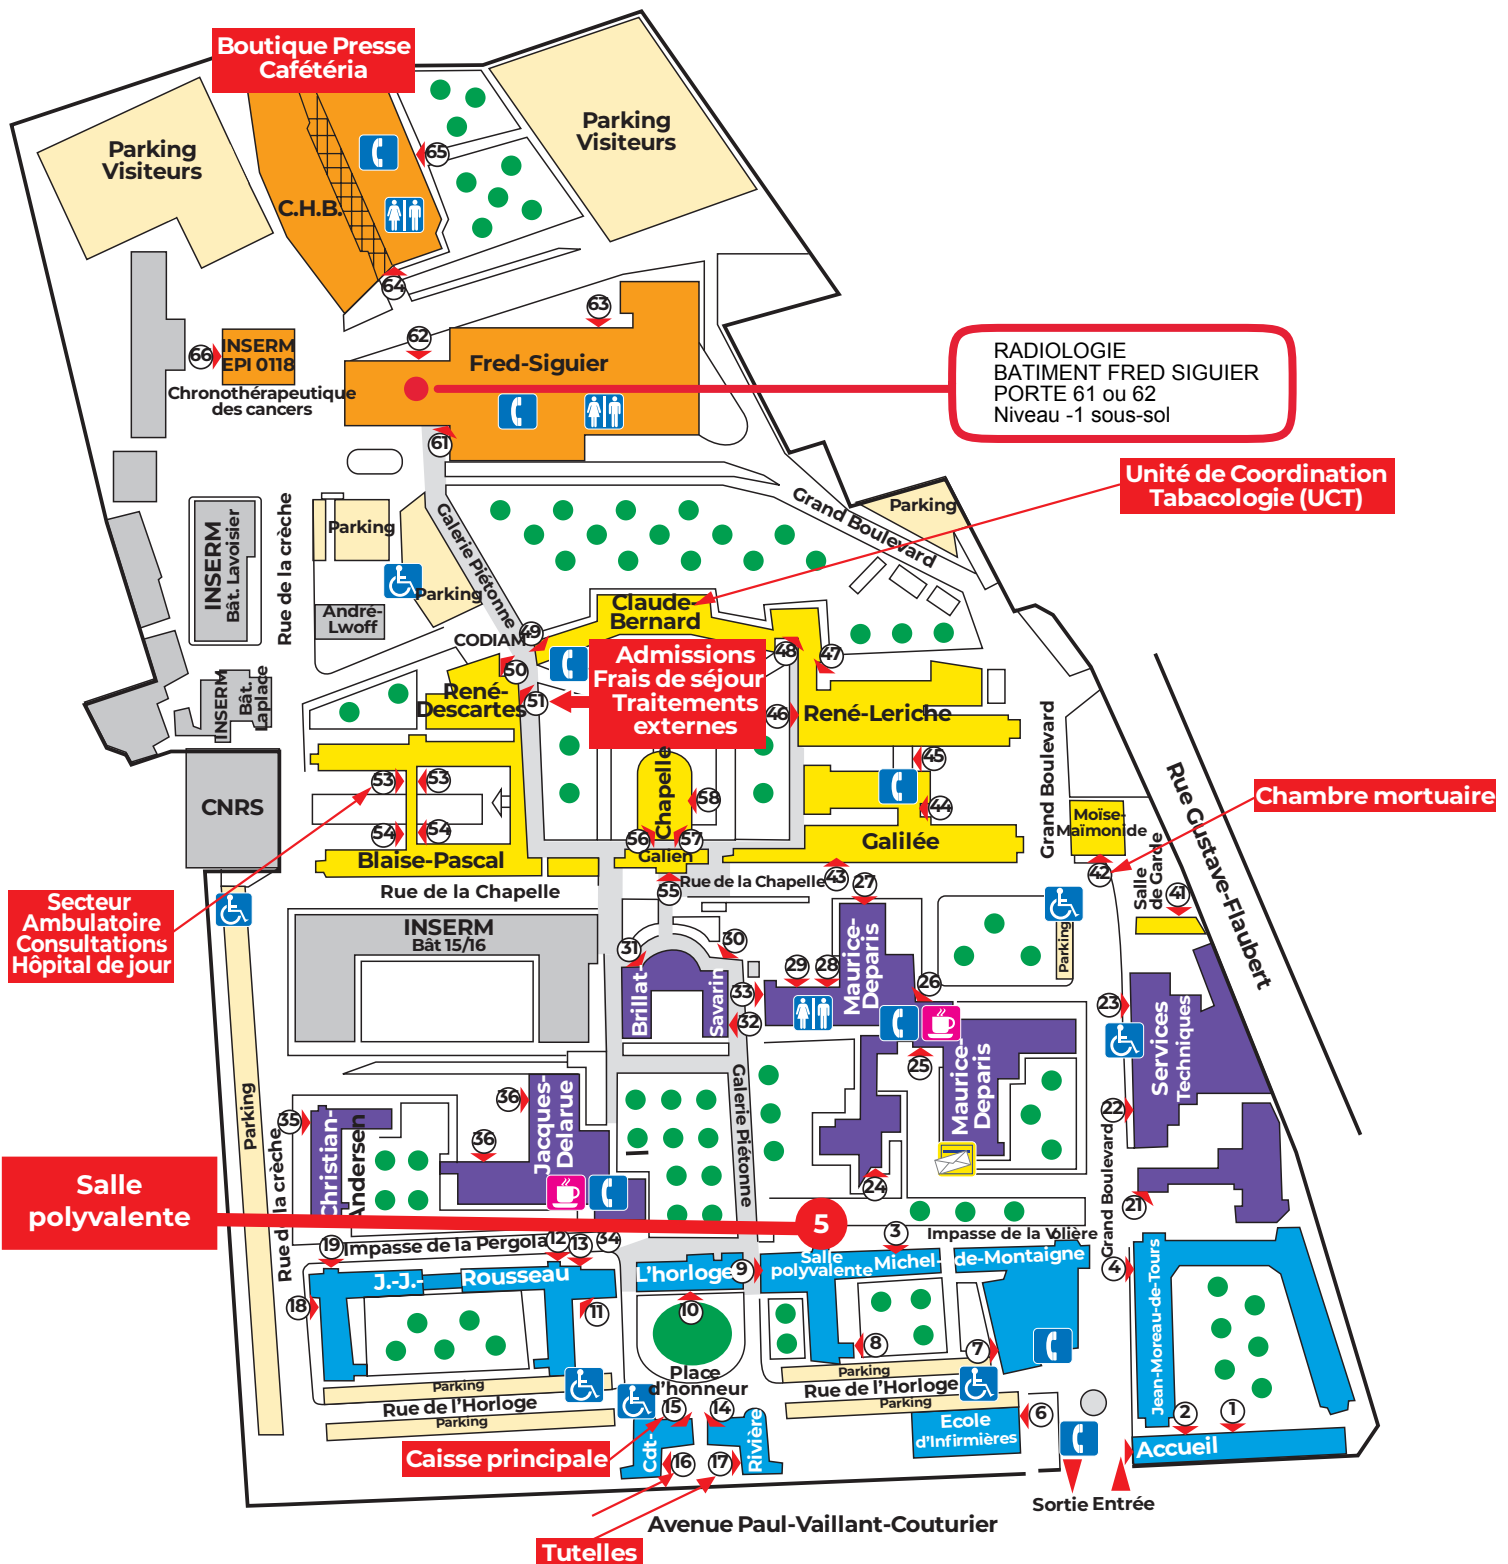 Boutique Presse
Cafétéria
Parking
Visiteurs
Parking
Visiteurs
65
C.H.B.
64
63
62
66
INSERM
EPI 0118
Chronothérapeutique
des cancers
Fred-Siguier
RADIOLOGIE
BATIMENT FRED SIGUIER
PORTE 61 ou 62
Niveau -1 sous-sol
61
Unité de Coordination
Tabacologie (UCT)
Grand Boulevard
Parking
Rue de la crèche
INSERM
Bât. Lavoisier
Parking
Parking
Galerie Piétonne
André-
Lwoff
CODIAM
49
50
51
Claude-
Bernard
48
47
46
Admissions
Frais de séjour
Traitements
externes
René-
Descartes
INSERM
Bât.
Laplace
René-Leriche
45
44
Grand Boulevard
Rue Gustave-Flaubert
CNRS
53
53
54
54
Chapelle
58
56
57
Galien
Galilée
Moïse-
Maïmonide
Chambre mortuaire
42
Blaise-Pascal
Rue de la Chapelle
55
Rue de la Chapelle
43
27
Salle
de Garde
41
Secteur
Ambulatoire
Consultations
Hôpital de jour
INSERM
Bât 15/16
31
30
Brillat-
Savarin
33
32
29
28
Maurice-
Deparis
26
25
Maurice-
Deparis
24
Parking
23
Services
Techniques
22
21
Grand Boulevard
Parking
35
Rue de la crèche
Christian-
Andersen
36
36
Jacques-
Delarue
Galerie Piétonne
Salle
polyvalente
5
19
Impasse de la Pergola
12
13
34
3
Impasse de la Volière
18
J.-J.-
Rousseau
11
L'horloge
9
10
Salle
polyvalente
Michel-
de-Montaigne
4
Jean-Moreau-de-Tours
8
7
Place
d'honneur
Parking
Rue de l'Horloge
Parking
Parking
Rue de l'Horloge
Parking
15
14
6
2
1
Ecole
d'Infirmières
Accueil
Caisse principale
Cdt-
Rivière
16
17
Sortie
Entrée
Avenue Paul-Vaillant-Couturier
Tutelles